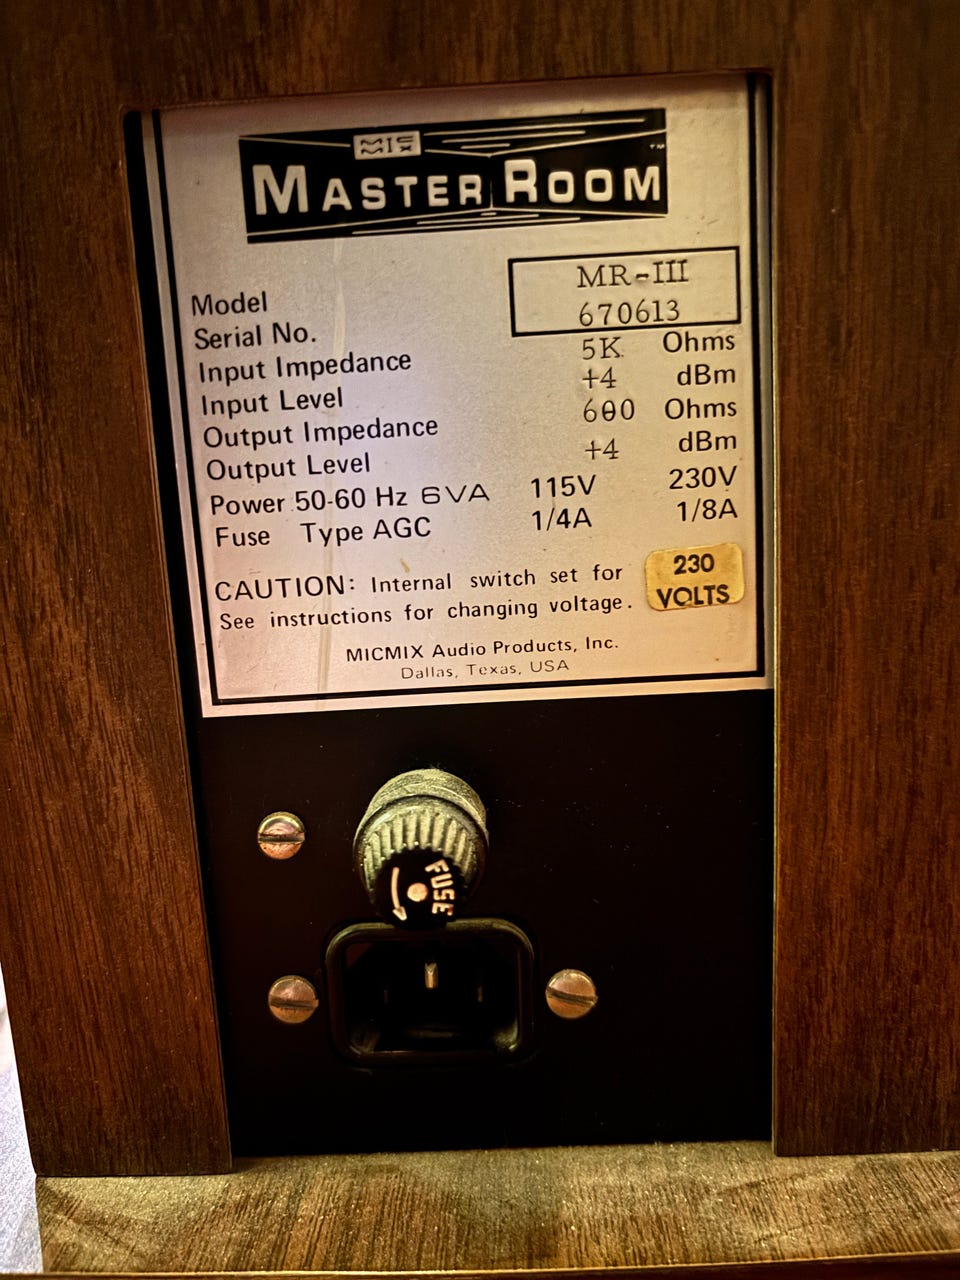 MIC MIX
MASTER ROOM ™
Model MR-III
Serial No. 670613
Input Impedance 5K Ohms
Input Level +4 dBm
Output Impedance 600 Ohms
Output Level +4 dBm
Power 50-60 Hz 6VA 115V 230V
Fuse Type AGC 1/4A 1/8A
CAUTION: Internal switch set for 230 VOLTS
See instructions for changing voltage.
MICMIX Audio Products, Inc.
Dallas, Texas, USA
FUSE